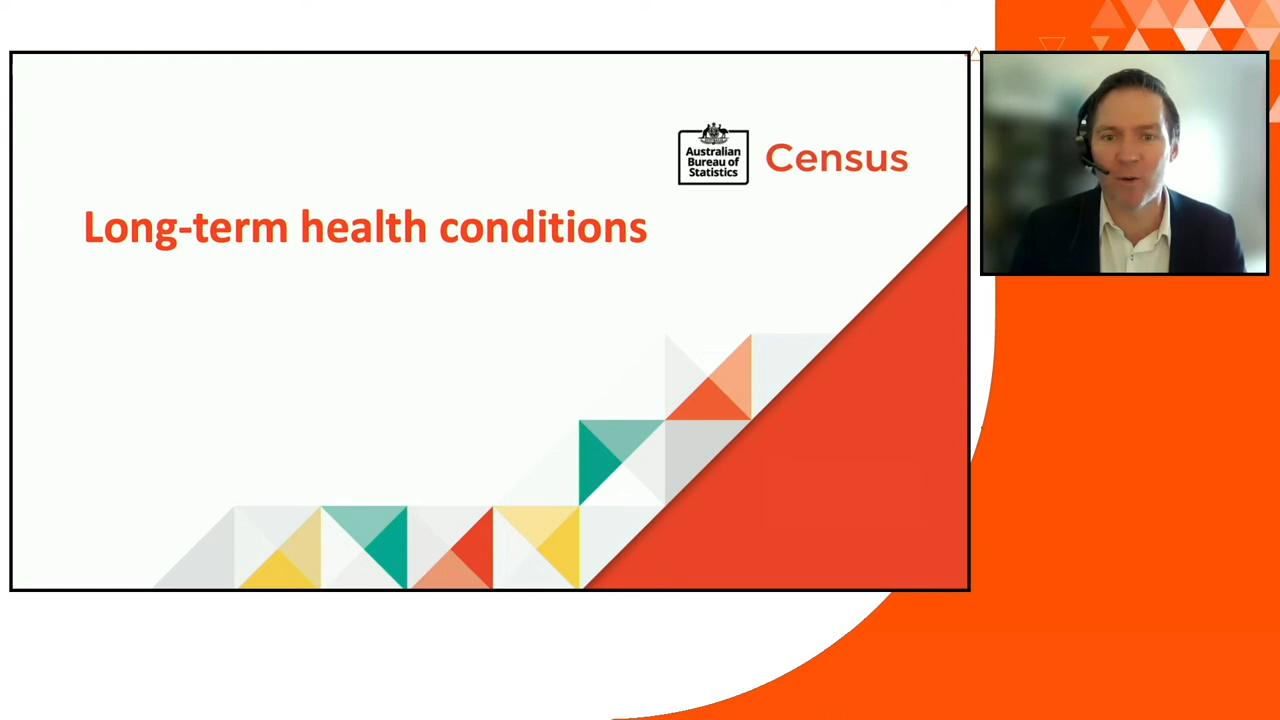 Australian
Bureau of
Statistics
Census
Long-term health conditions